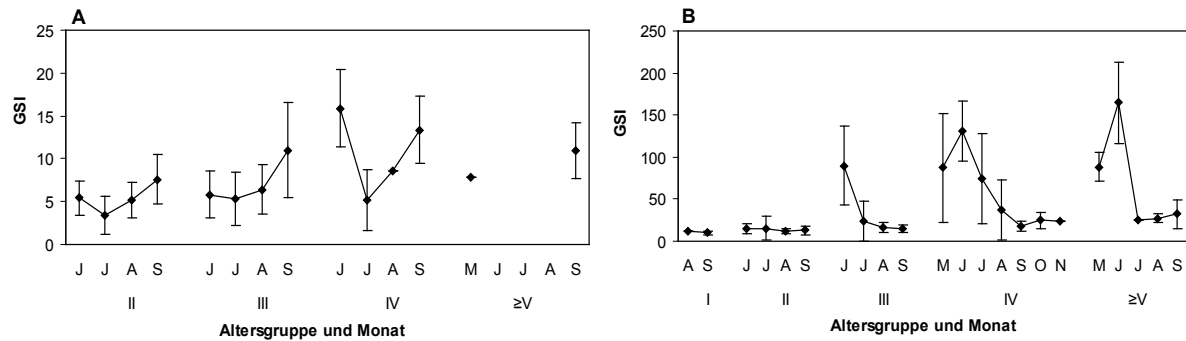 A
25
20
15
10
5
0
GSI
J J A S J J A S J J A S M J J A S
II III IV ≥V
Altersgruppe und Monat
B
250
200
150
100
50
0
GSI
A S J J A S J J A S M J J A S O N M J J A S
I II III IV ≥V
Altersgruppe und Monat